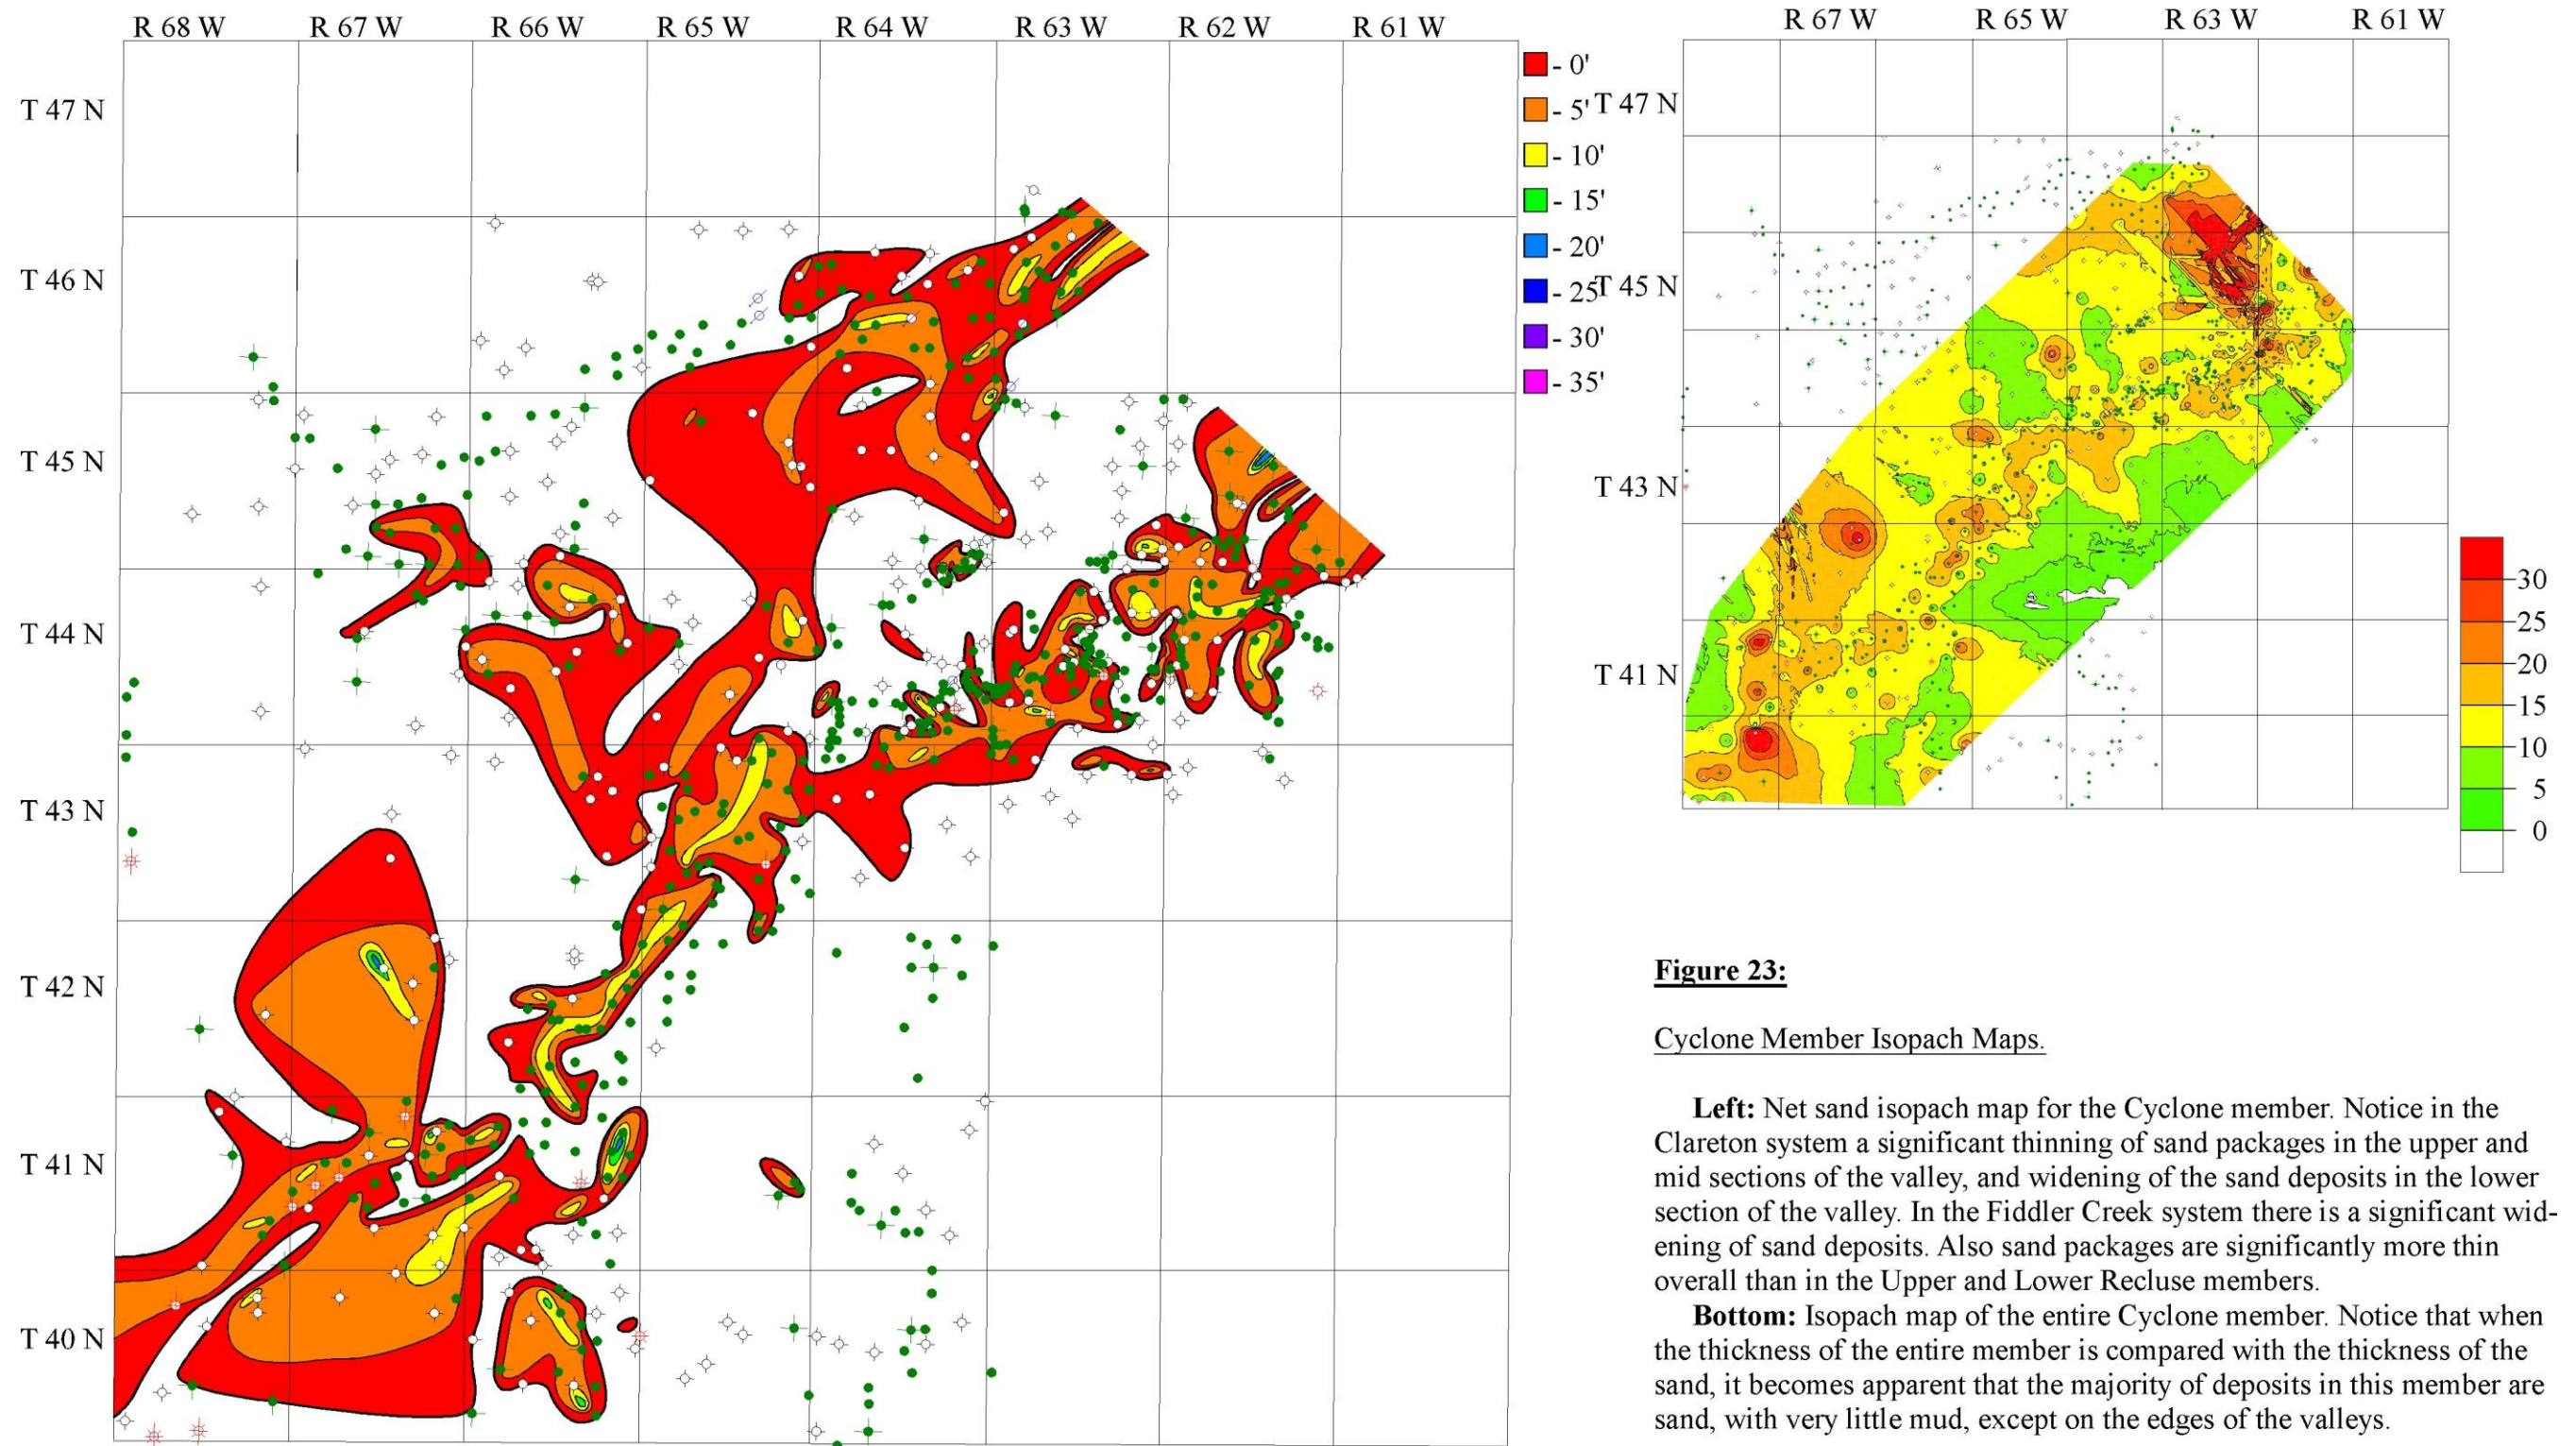 R 68 W R 67 W R 66 W R 65 W R 64 W R 63 W R 62 W R 61 W
T 47 N
T 46 N
T 45 N
T 44 N
T 43 N
T 42 N
T 41 N
T 40 N
- 0'
- 5'
- 10'
- 15'
- 20'
- 25'
- 30'
- 35'
R 67 W R 65 W R 63 W R 61 W
T 47 N
T 45 N
T 43 N
T 41 N
30
25
20
15
10
5
0
Figure 23:
Cyclone Member Isopach Maps.
Left: Net sand isopach map for the Cyclone member. Notice in the
Clareton system a significant thinning of sand packages in the upper and
mid sections of the valley, and widening of the sand deposits in the lower
section of the valley. In the Fiddler Creek system there is a significant wid-
ening of sand deposits. Also sand packages are significantly more thin
overall than in the Upper and Lower Recluse members.
Bottom: Isopach map of the entire Cyclone member. Notice that when
the thickness of the entire member is compared with the thickness of the
sand, it becomes apparent that the majority of deposits in this member are
sand, with very little mud, except on the edges of the valleys.